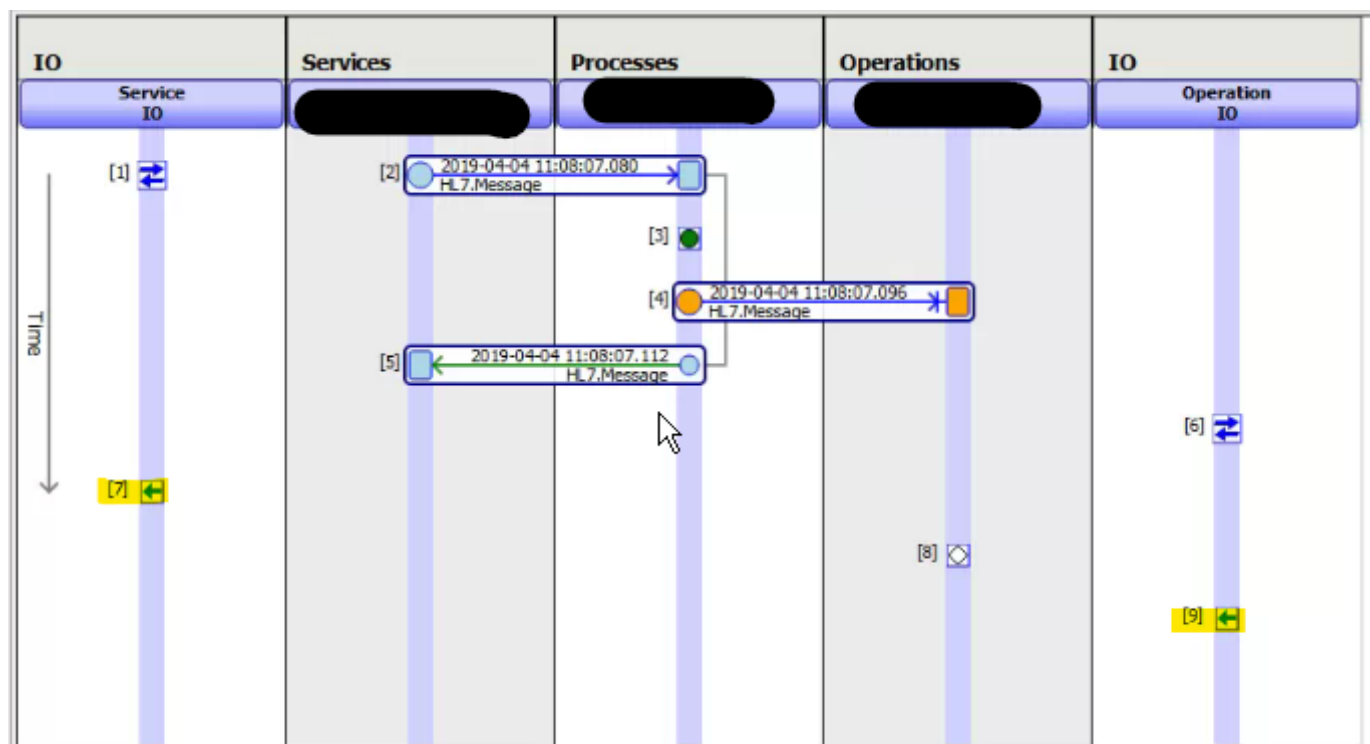 IO
Services
Processes
Operations
IO
Service
IO
Operation
IO
[1]
[2]
2019-04-04 11:08:07.080
HL7.Message
[3]
[4]
2019-04-04 11:08:07.096
HL7.Message
Time
[5]
2019-04-04 11:08:07.112
HL7.Message
[6]
[7]
[8]
[9]